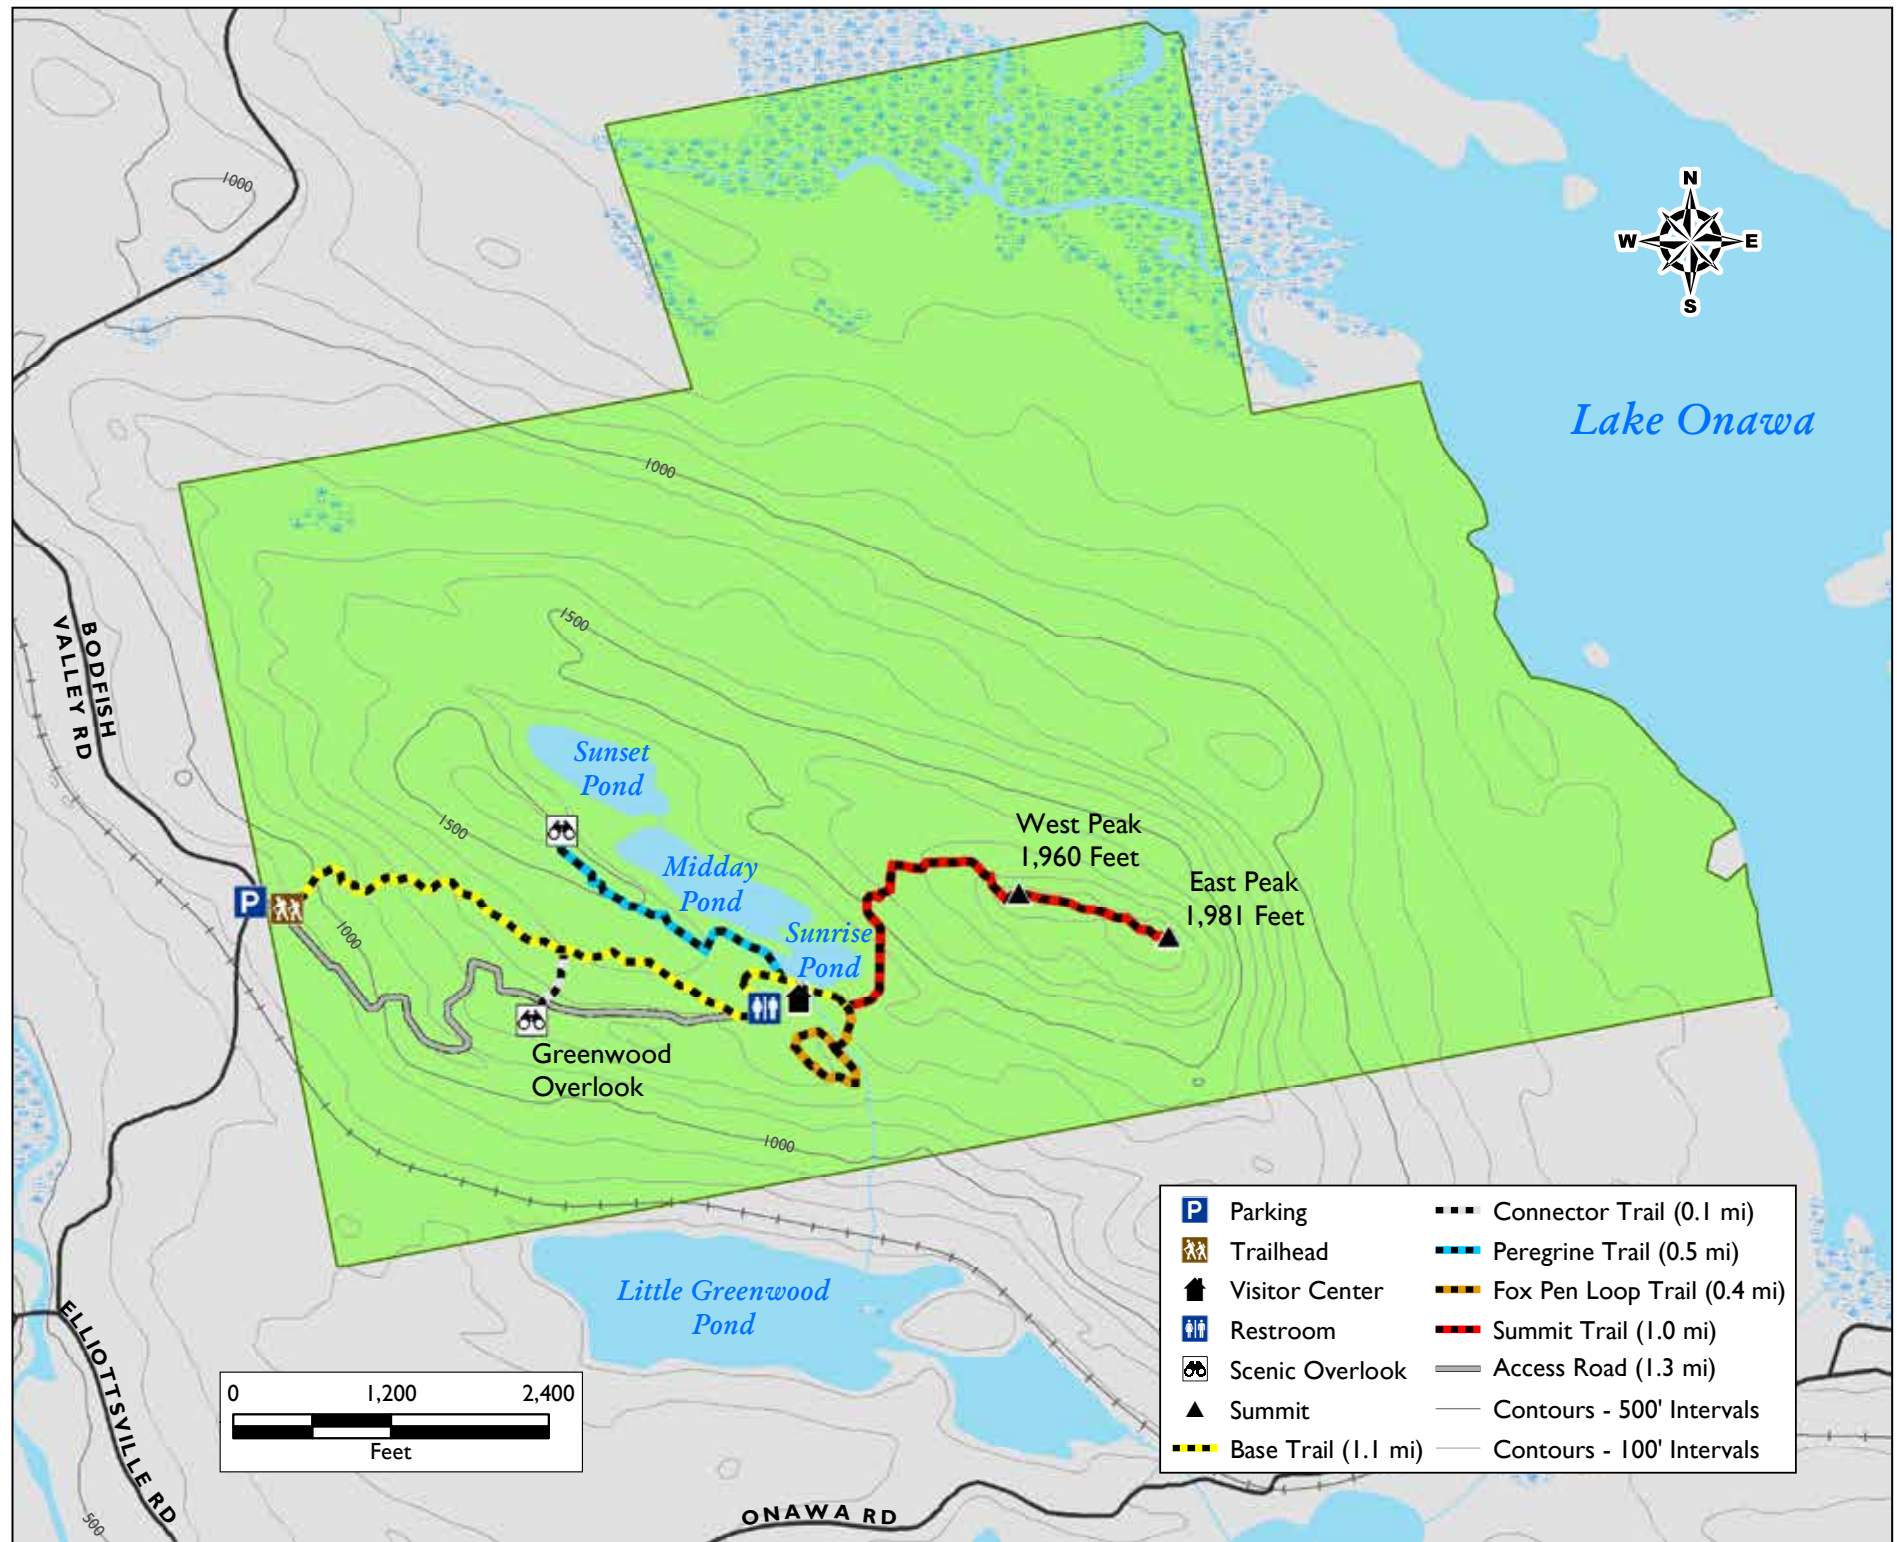 1000
N
W E
S
Lake Onawa
1000
1500
BODFISH
VALLEY RD
Sunset
Pond
1500
West Peak
1,960 Feet
Midday
Pond
East Peak
1,981 Feet
P
1000
Sunrise
Pond
Greenwood
Overlook
1000
P Parking
Trailhead
Visitor Center
Restroom
Scenic Overlook
Summit
Base Trail (1.1 mi)
Connector Trail (0.1 mi)
Peregrine Trail (0.5 mi)
Fox Pen Loop Trail (0.4 mi)
Summit Trail (1.0 mi)
Access Road (1.3 mi)
Contours - 500' Intervals
Contours - 100' Intervals
Little Greenwood
Pond
ELLIOTTSVILLE RD
0 1,200 2,400
Feet
500
ONAWA RD